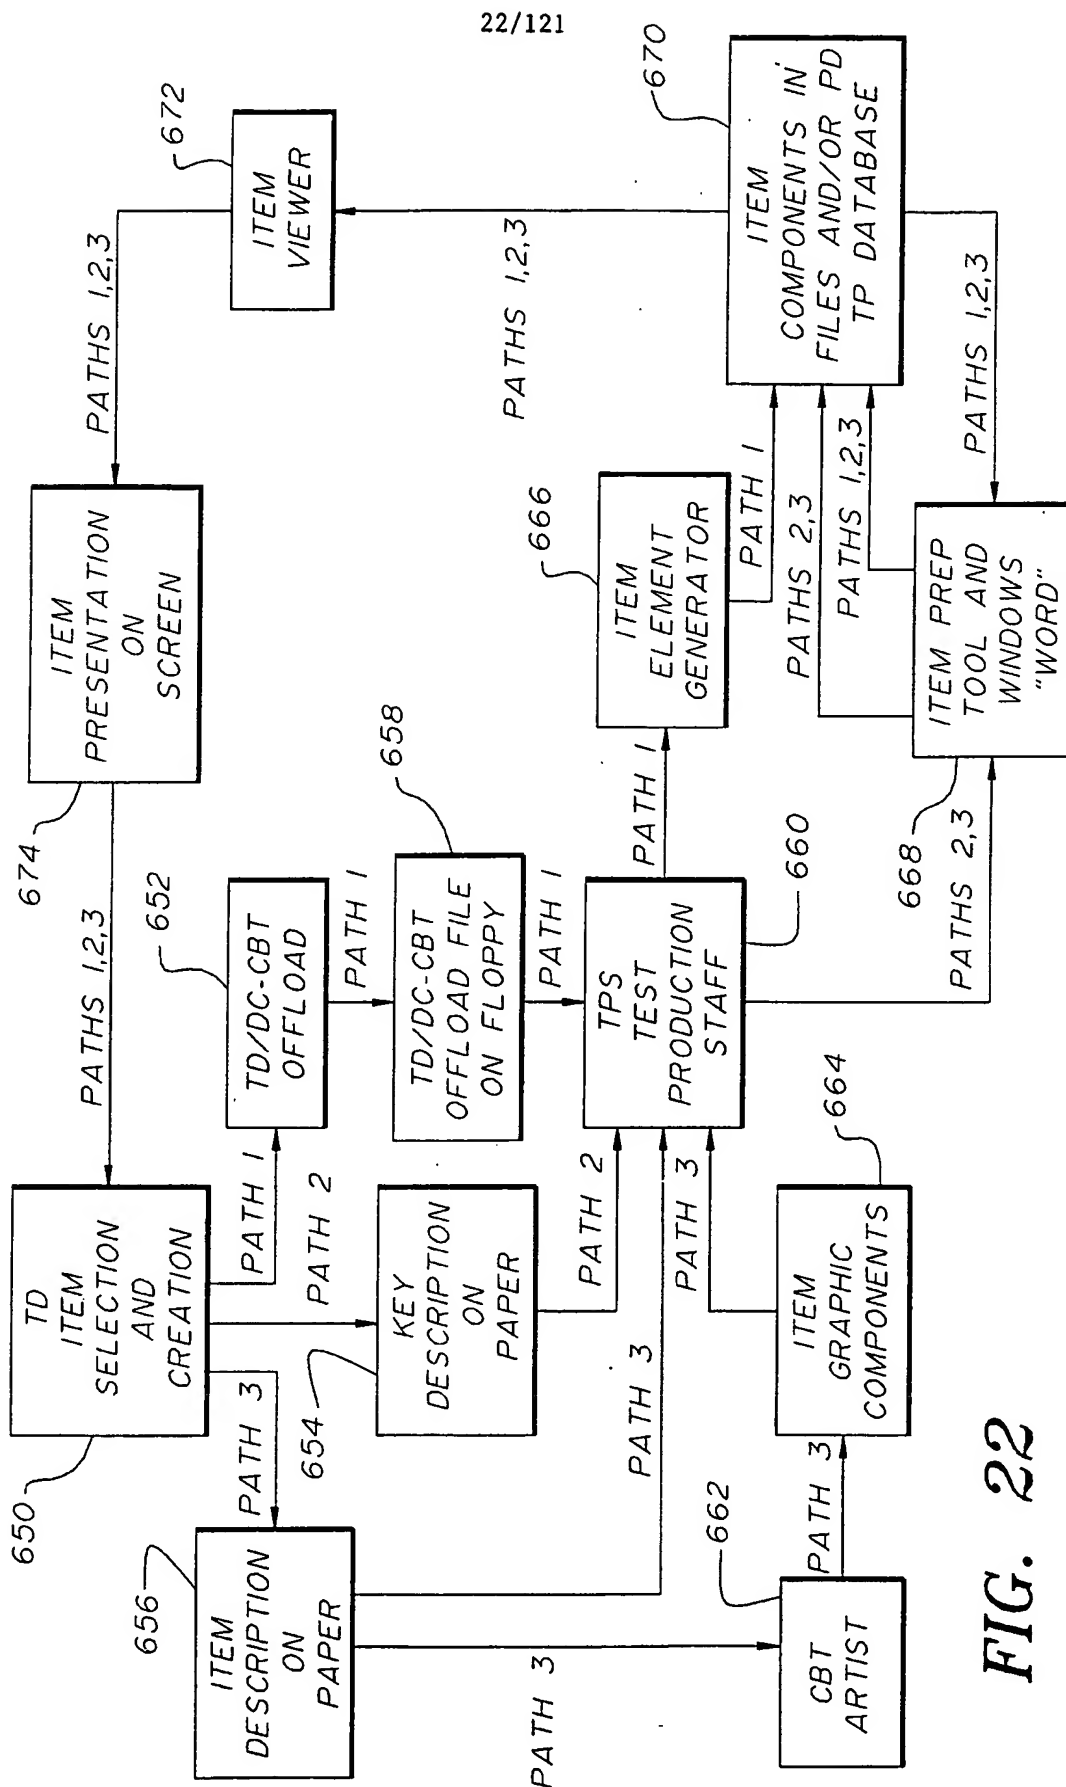 22/121
TD
ITEM
SELECTION
AND
CREATION
650
PATHS 1,2,3
ITEM
PRESENTATION
ON
SCREEN
674
PATHS 1,2,3
ITEM
VIEWER
672
PATHS 1,2,3
PATH 1
PATH 2
PATH 3
TD/DC-CBT
OFFLOAD
652
PATH 1
TD/DC-CBT
OFFLOAD FILE
ON FLOPPY
658
PATH 1
KEY
DESCRIPTION
ON
PAPER
654
PATH 2
ITEM
DESCRIPTION
ON
PAPER
656
PATH 3
PATH 3
CBT
ARTIST
662
PATH 3
ITEM
GRAPHIC
COMPONENTS
664
PATH 3
TPS
TEST
PRODUCTION
STAFF
660
PATH 1
PATHS 2,3
ITEM
ELEMENT
GENERATOR
666
PATH 1
PATHS 2,3
PATHS 1,2,3
ITEM PREP
TOOL AND
WINDOWS
"WORD"
668
PATHS 1,2,3
ITEM
COMPONENTS IN
FILES AND/OR PD
TP DATABASE
670
FIG. 22